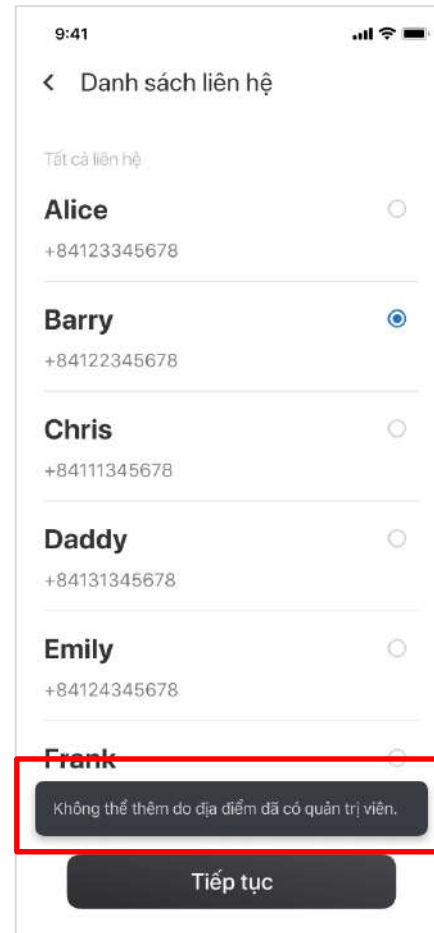 9:41
Danh sách liên hệ
Tất cả liên hệ
Alice
+84123345678
Barry
+84122345678
Chris
+84111345678
Daddy
+84131345678
Emily
+84124345678
Frank
Không thể thêm do địa điểm đã có quản trị viên.
Tiếp tục